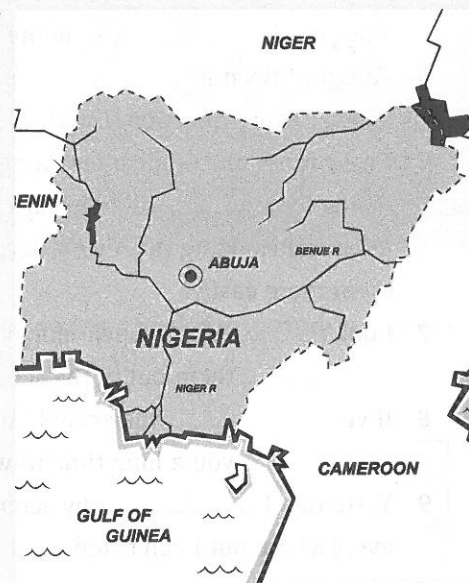 NIGER
ENIN
ABUJA
BENUE R
NIGERIA
NIGER R
CAMEROON
GULF OF
GUINEA